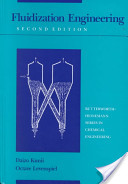 Fluidization Engineering
SECOND EDITION
BUTTERWORTH-
HEINEMANN
SERIES IN
CHEMICAL
ENGINEERING
Daizo Kunii
Octave Levenspiel